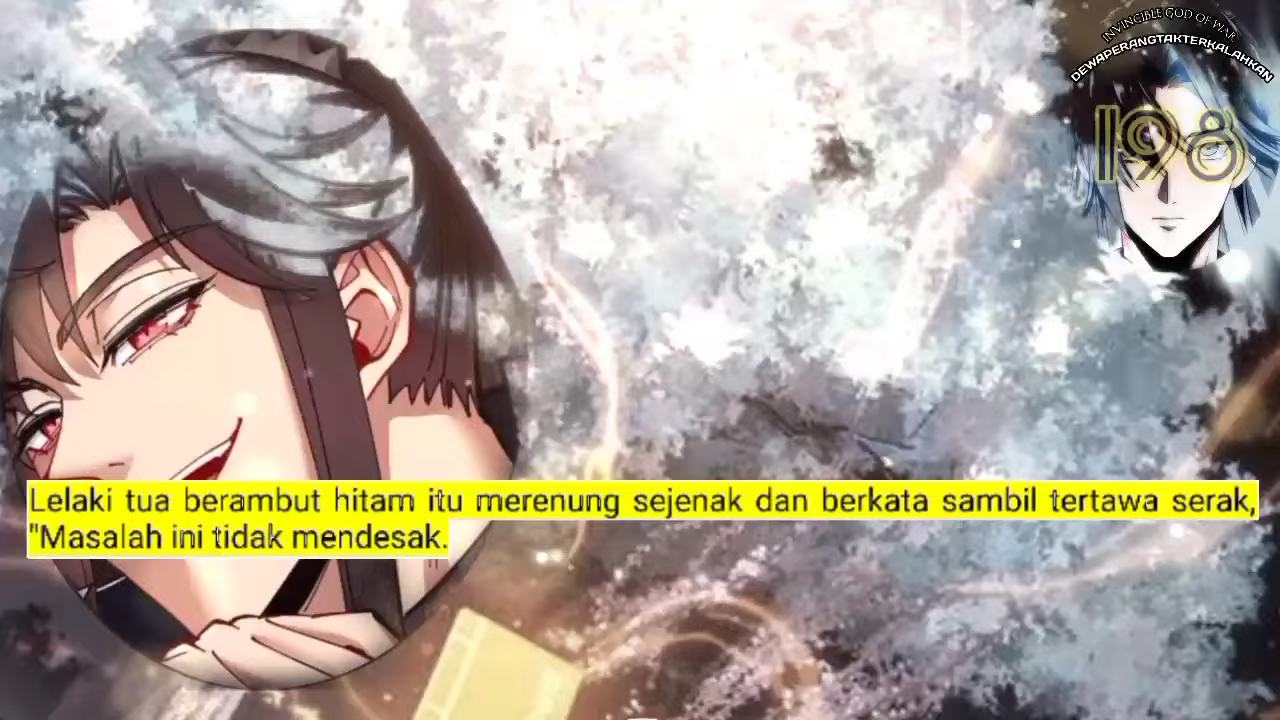 INVINCIBLE GOD OF WAR
DEWAPERANGTAKTERKALAHKAN
198
Lelaki tua berambut hitam itu merenung sejenak dan berkata sambil tertawa serak,
"Masalah ini tidak mendesak.